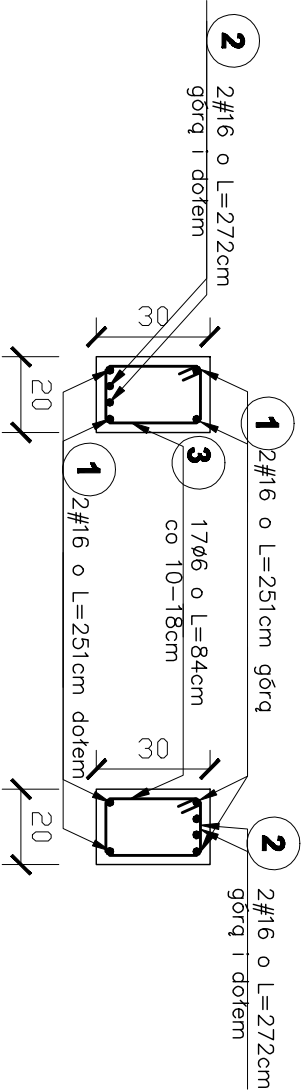 2
2#16 o L=272cm
górą i dołem
30
20
1
2#16 o L=251cm górą
3
17ø6 o L=84cm
co 10-18cm
1
2#16 o L=251cm dołem
30
20
2
2#16 o L=272cm
górą i dołem